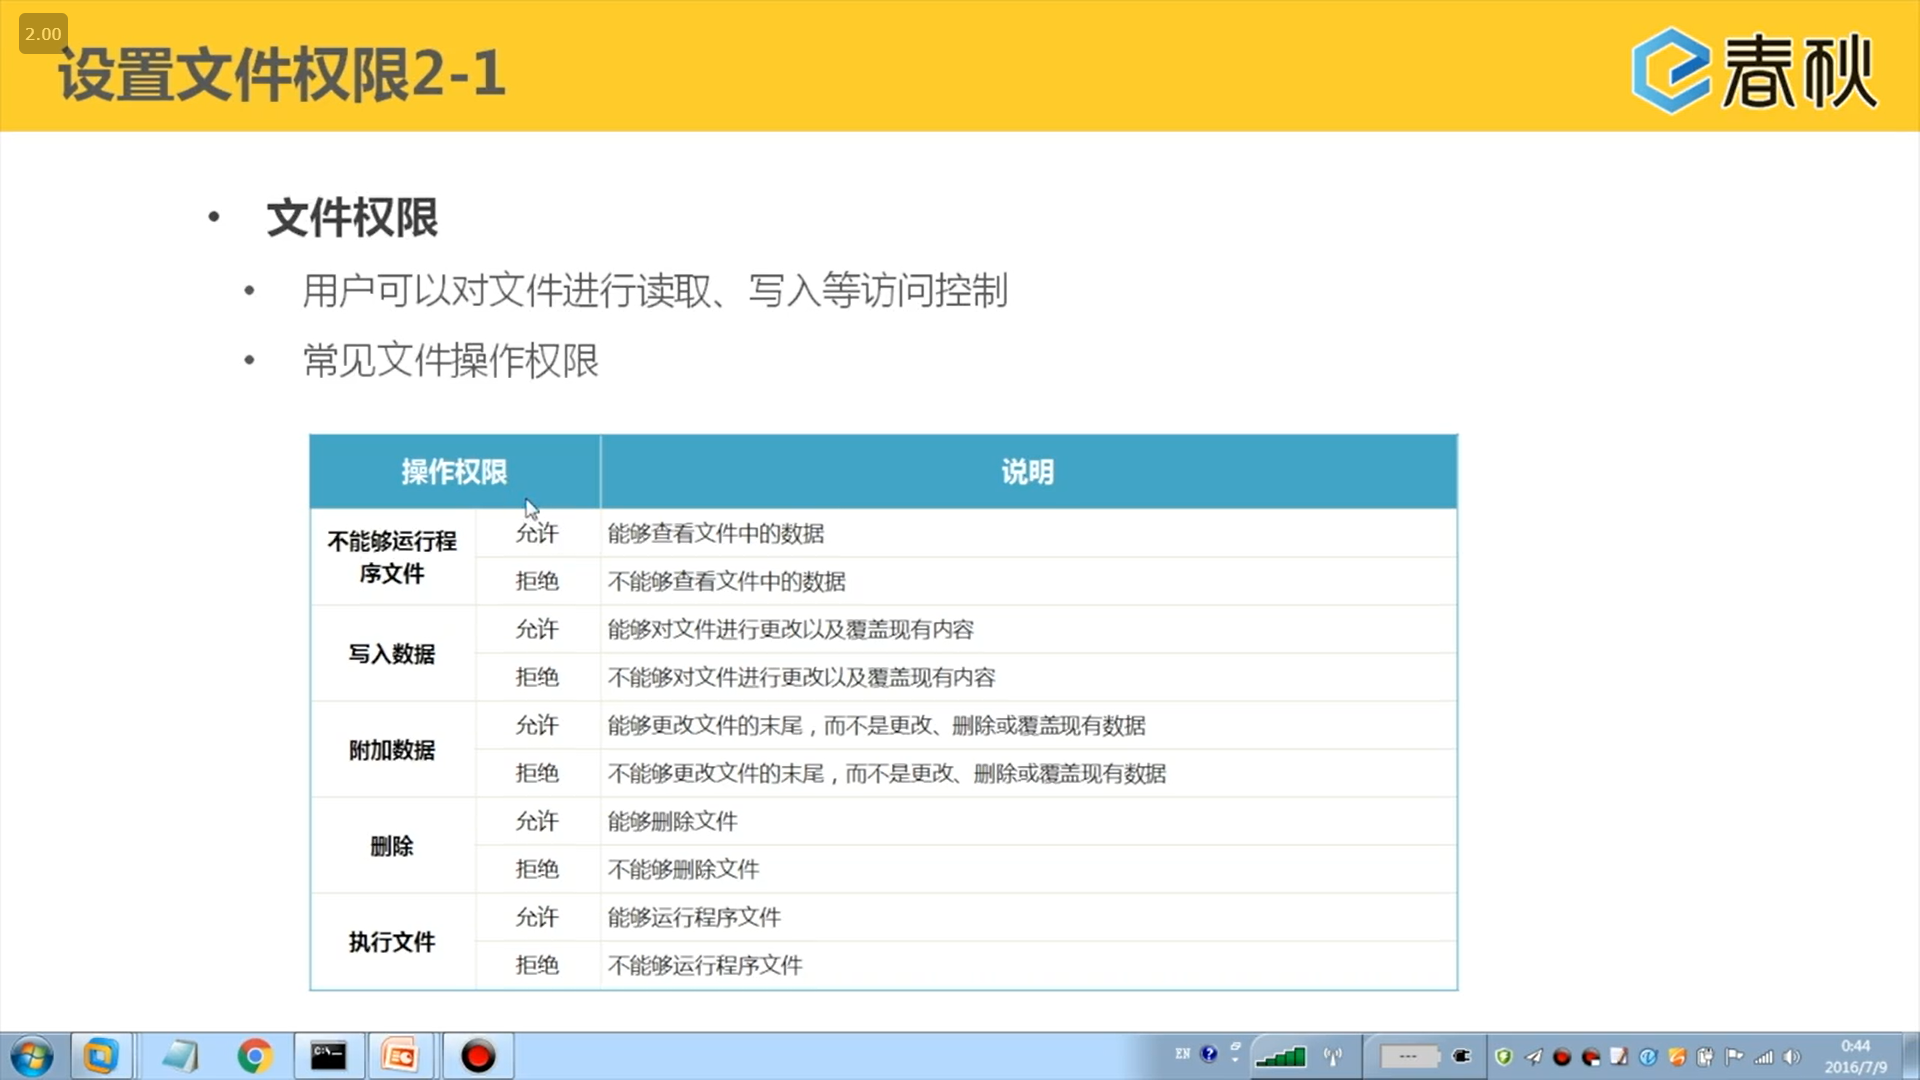 2.00
设置文件权限2-1
春秋
• 文件权限
• 用户可以对文件进行读取、写入等访问控制
• 常见文件操作权限
操作权限 说明
不能够运行程
序文件
允许 能够查看文件中的数据
拒绝 不能够查看文件中的数据
写入数据
允许 能够对文件进行更改以及覆盖现有内容
拒绝 不能够对文件进行更改以及覆盖现有内容
附加数据
允许 能够更改文件的末尾，而不是更改、删除或覆盖现有数据
拒绝 不能够更改文件的末尾，而不是更改、删除或覆盖现有数据
删除
允许 能够删除文件
拒绝 不能够删除文件
执行文件
允许 能够运行程序文件
拒绝 不能够运行程序文件
C:\
EN
---
0:44
2016/7/9